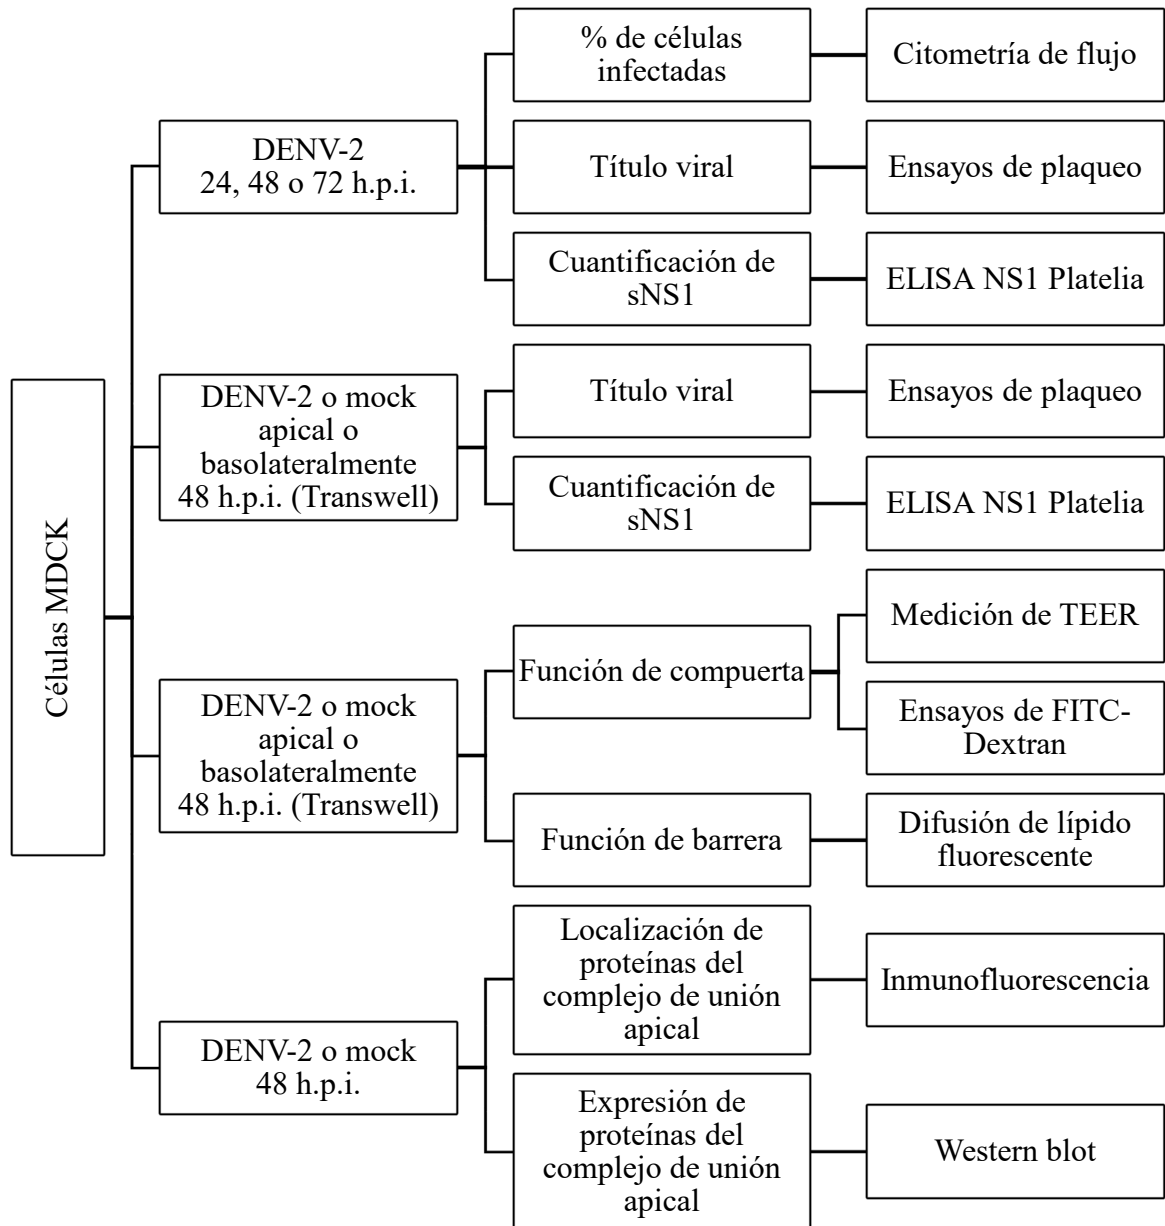 Células MDCK
DENV-2
24, 48 o 72 h.p.i.
% de células
infectadas
Citometría de flujo
Título viral
Ensayos de plaqueo
Cuantificación de
sNS1
ELISA NS1 Platelia
DENV-2 o mock
apical o
basolateralmente
48 h.p.i. (Transwell)
Título viral
Ensayos de plaqueo
Cuantificación de
sNS1
ELISA NS1 Platelia
DENV-2 o mock
apical o
basolateralmente
48 h.p.i. (Transwell)
Función de compuerta
Medición de TEER
Ensayos de FITC-
Dextran
Función de barrera
Difusión de lípido
fluorescente
DENV-2 o mock
48 h.p.i.
Localización de
proteínas del
complejo de unión
apical
Inmunofluorescencia
Expresión de
proteínas del
complejo de unión
apical
Western blot